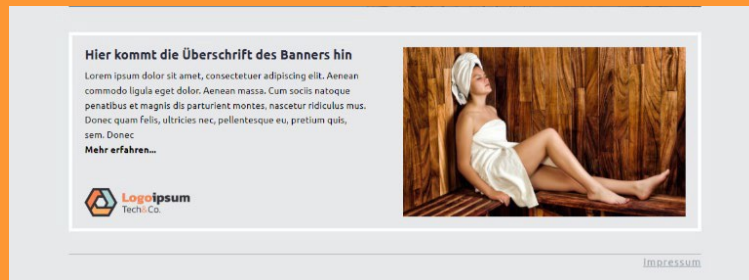 Hier kommt die Überschrift des Banners hin
Lorem ipsum dolor sit amet, consectetuer adipiscing elit. Aenean
commodo ligula eget dolor. Aenean massa. Cum sociis natoque
penatibus et magnis dis parturient montes, nascetur ridiculus mus.
Donec quam felis, ultricies nec, pellentesque eu, pretium quis,
sem. Donec
Mehr erfahren...
Logoipsum
Tech&Co.
Impressum